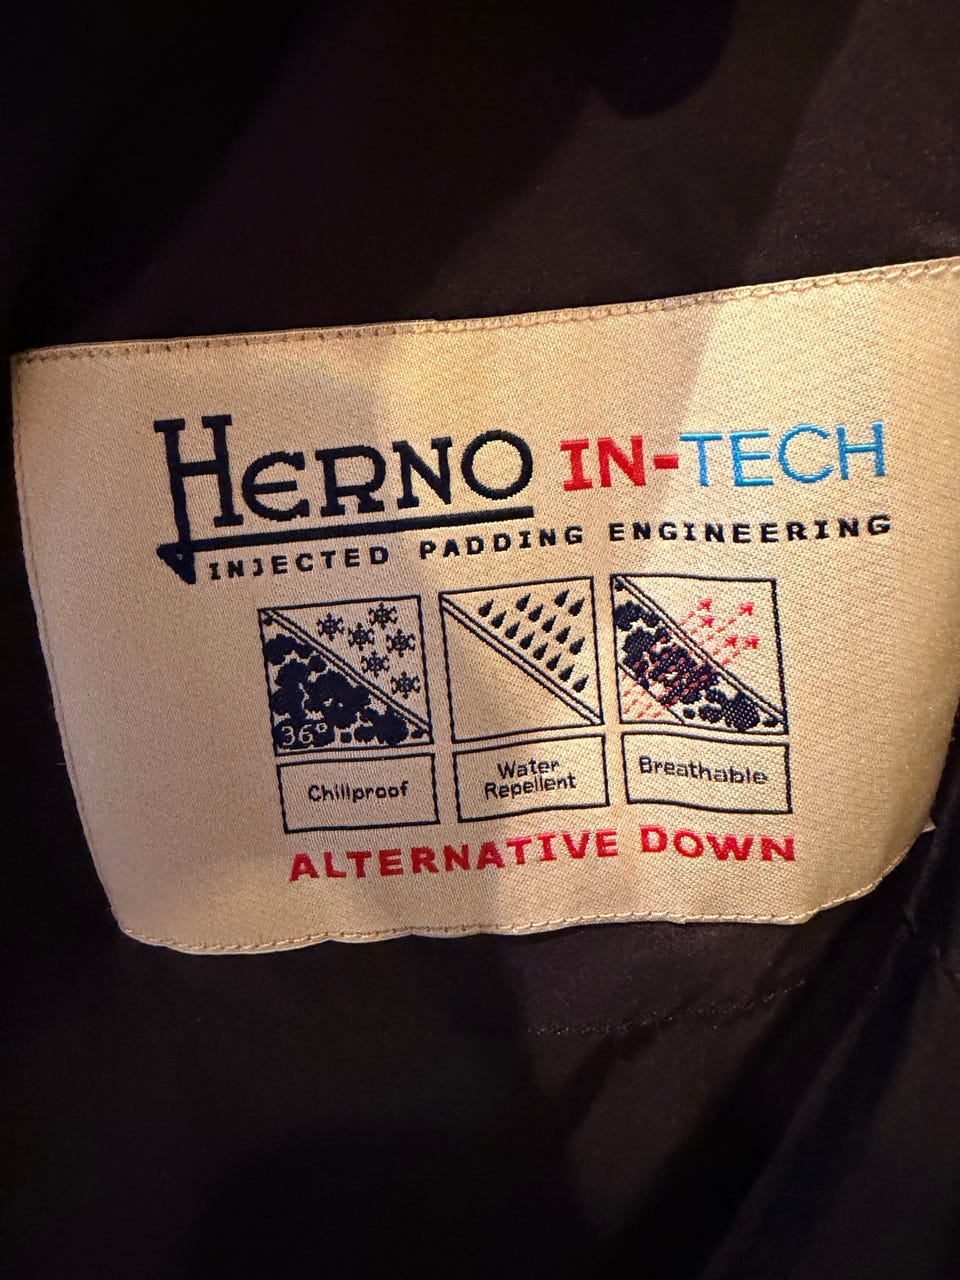 HERNO IN-TECH
INJECTED PADDING ENGINEERING
36°
Chillproof
Water
Repellent
Breathable
ALTERNATIVE DOWN